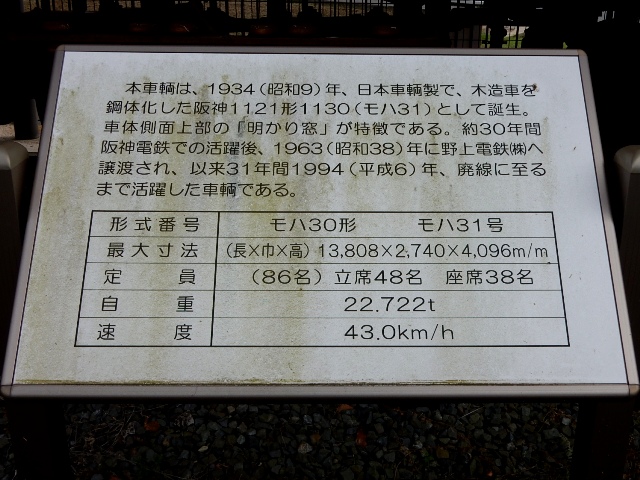 本車輌は、1934(昭和9)年、日本車輌製で、木造車を
鋼体化した阪神1121形1130(モハ31)として誕生。
車体側面上部の「明かり窓」が特徴である。約30年間
阪神電鉄での活躍後、1963(昭和38)年に野上電鉄㈱へ
譲渡され、以来31年間1994(平成6)年、廃線に至る
まで活躍した車輌である。
形式番号 モハ30形 モハ31号
最大寸法 (長×巾×高) 13,808×2,740×4,096m/m
定員 (86名) 立席48名 座席38名
自重 22.722t
速度 43.0km/h